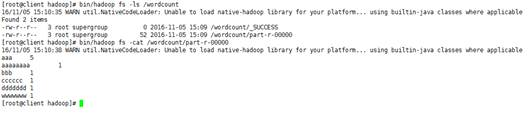 [root@client hadoop]# bin/hadoop fs -ls /wordcount
16/11/05 15:10:35 WARN util.NativeCodeLoader: Unable to load native-hadoop library for your platform... using builtin-java classes where applicable
Found 2 items
-rw-r--r--   3 root supergroup          0 2016-11-05 15:09 /wordcount/_SUCCESS
-rw-r--r--   3 root supergroup         52 2016-11-05 15:09 /wordcount/part-r-00000
[root@client hadoop]# bin/hadoop fs -cat /wordcount/part-r-00000
16/11/05 15:10:38 WARN util.NativeCodeLoader: Unable to load native-hadoop library for your platform... using builtin-java classes where applicable
aaa     5
aaaaaaaa        1
bbb     1
cccccc  1
ddddddd 1
wwwwwww 1
[root@client hadoop]#